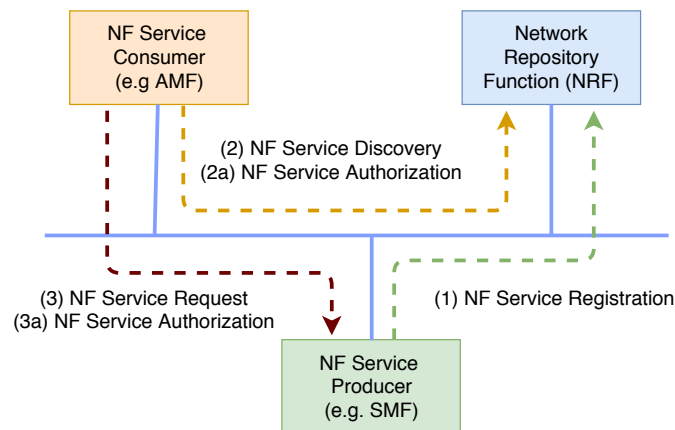 NF Service
Consumer
(e.g AMF)
Network
Repository
Function (NRF)
(2) NF Service Discovery
(2a) NF Service Authorization
(3) NF Service Request
(3a) NF Service Authorization
(1) NF Service Registration
NF Service
Producer
(e.g. SMF)